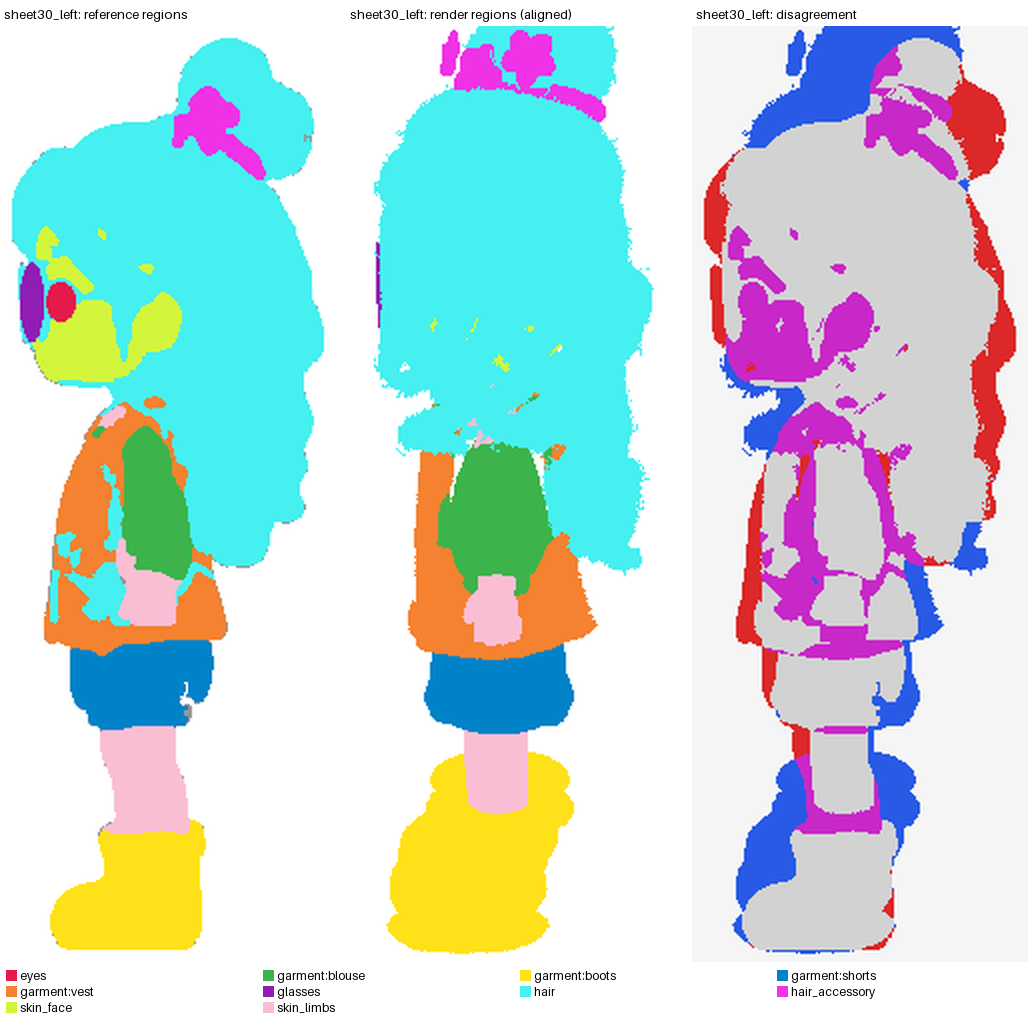 sheet30_left: reference regions
sheet30_left: render regions (aligned)
sheet30_left: disagreement
eyes
garment:blouse
garment:boots
garment:shorts
garment:vest
glasses
hair
hair_accessory
skin_face
skin_limbs